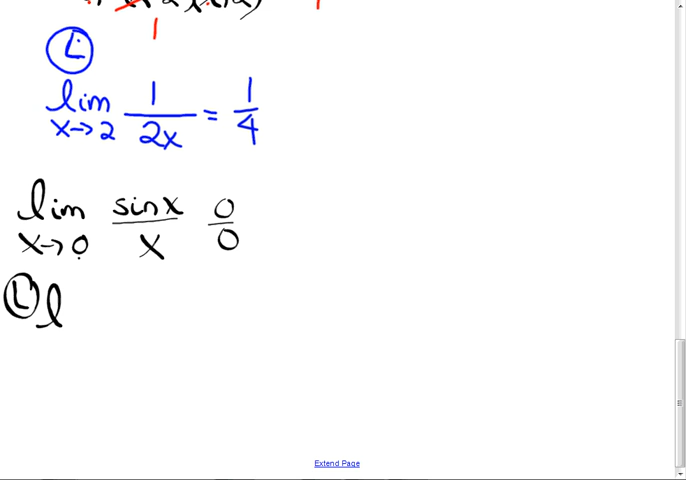 L
lim x→2 1/2x = 1/4
lim x→0 sinx/x 0/0
L l
Extend Page